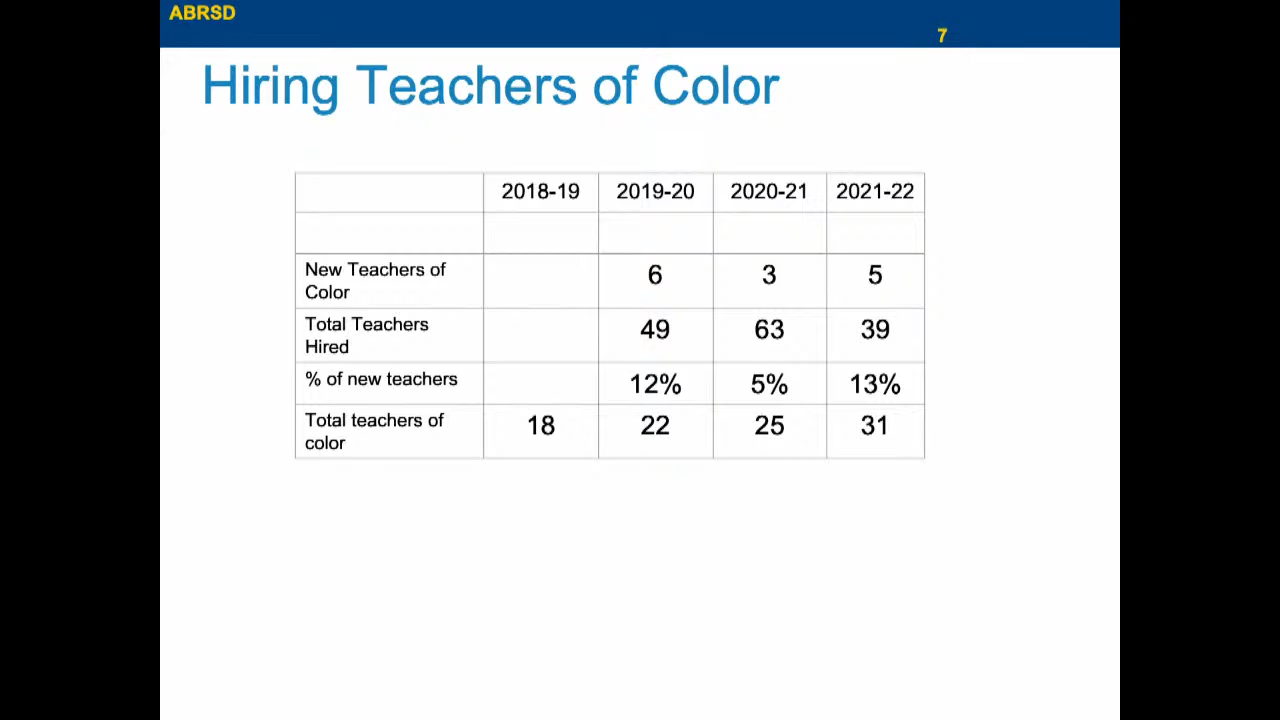 ABRSD
7
Hiring Teachers of Color
2018-19 2019-20 2020-21 2021-22
New Teachers of
Color
6 3 5
Total Teachers
Hired
49 63 39
% of new teachers 12% 5% 13%
Total teachers of
color
18 22 25 31